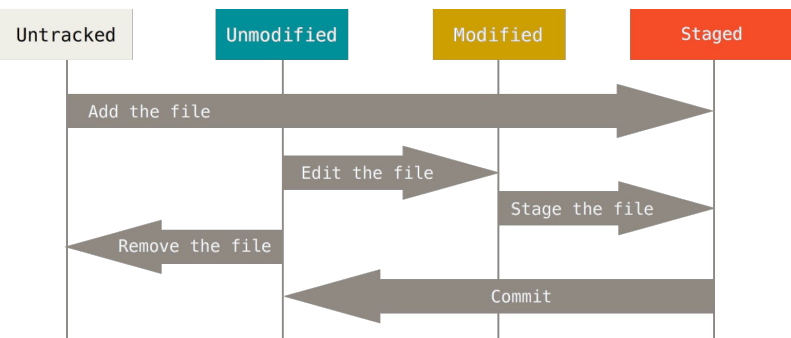 Untracked
Unmodified
Modified
Staged
Add the file
Edit the file
Stage the file
Remove the file
Commit